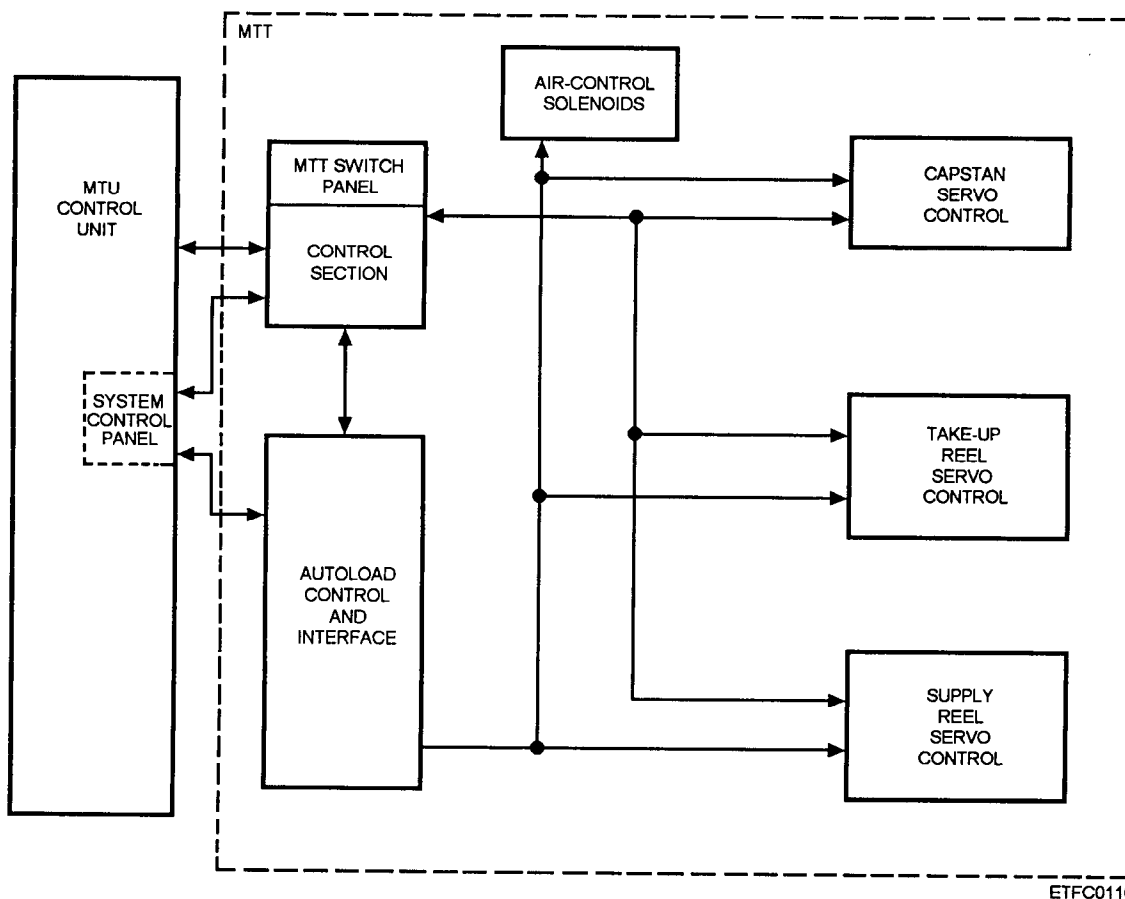 MTT
AIR-CONTROL
SOLENOIDS
MTU
CONTROL
UNIT
MTT SWITCH
PANEL
CONTROL
SECTION
CAPSTAN
SERVO
CONTROL
SYSTEM
CONTROL
PANEL
TAKE-UP
REEL
SERVO
CONTROL
AUTOLOAD
CONTROL
AND
INTERFACE
SUPPLY
REEL
SERVO
CONTROL